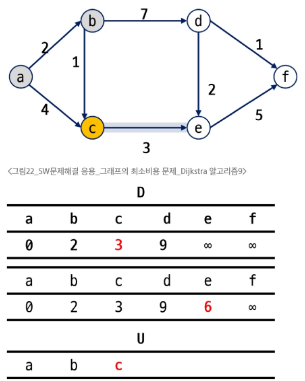 b 7 d
2 1 1
a 2 f
4 5
c e
3
<그림22_SW문제해결 응용_그래프의 최소비용 문제_Dijkstra 알고리즘9>
D
a b c d e f
0 2 3 9 ∞ ∞
a b c d e f
0 2 3 9 6 ∞
U
a b c